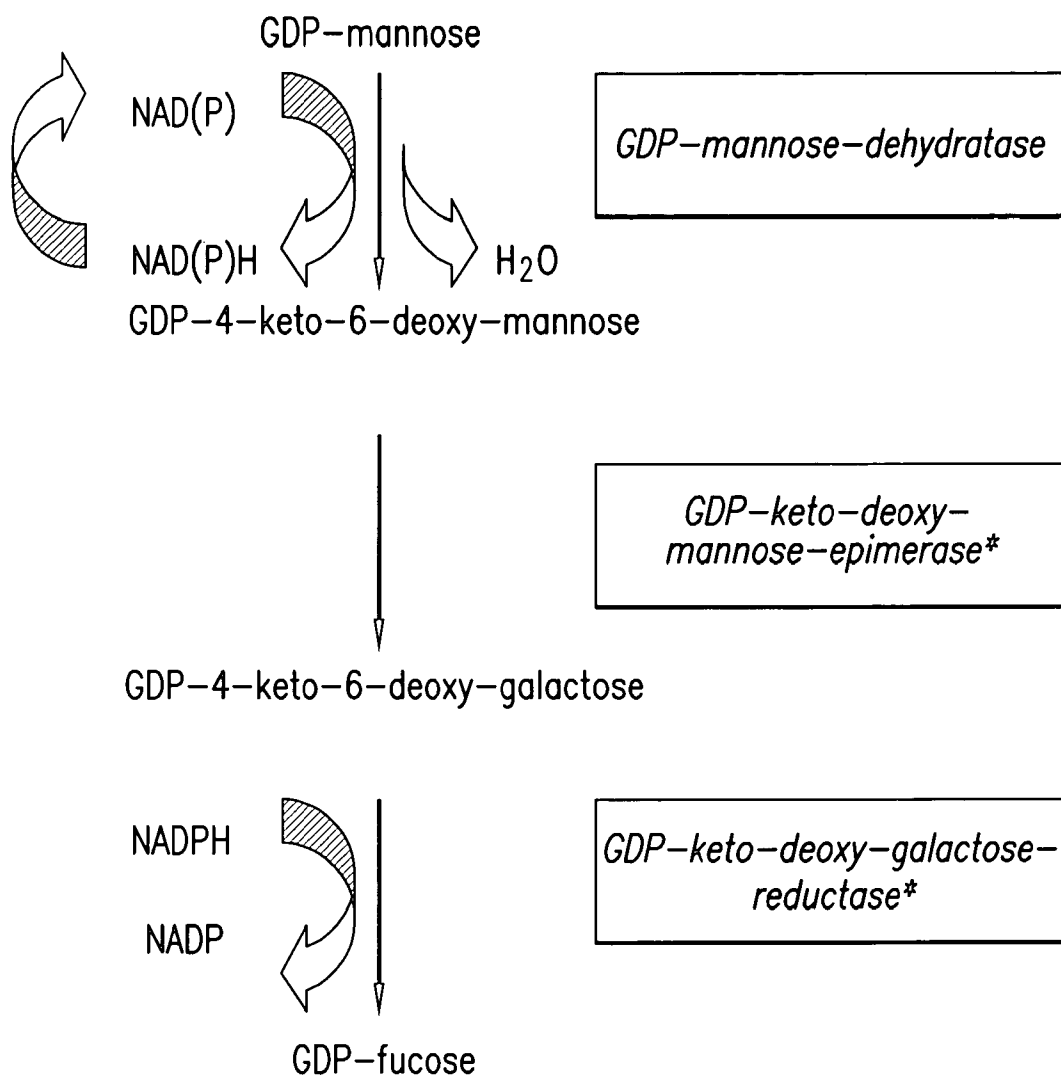 GDP-mannose
NAD(P)
GDP-mannose-dehydratase
NAD(P)H
H₂O
GDP-4-keto-6-deoxy-mannose
GDP-keto-deoxy-
mannose-epimerase*
GDP-4-keto-6-deoxy-galactose
NADPH
GDP-keto-deoxy-galactose-
reductase*
NADP
GDP-fucose